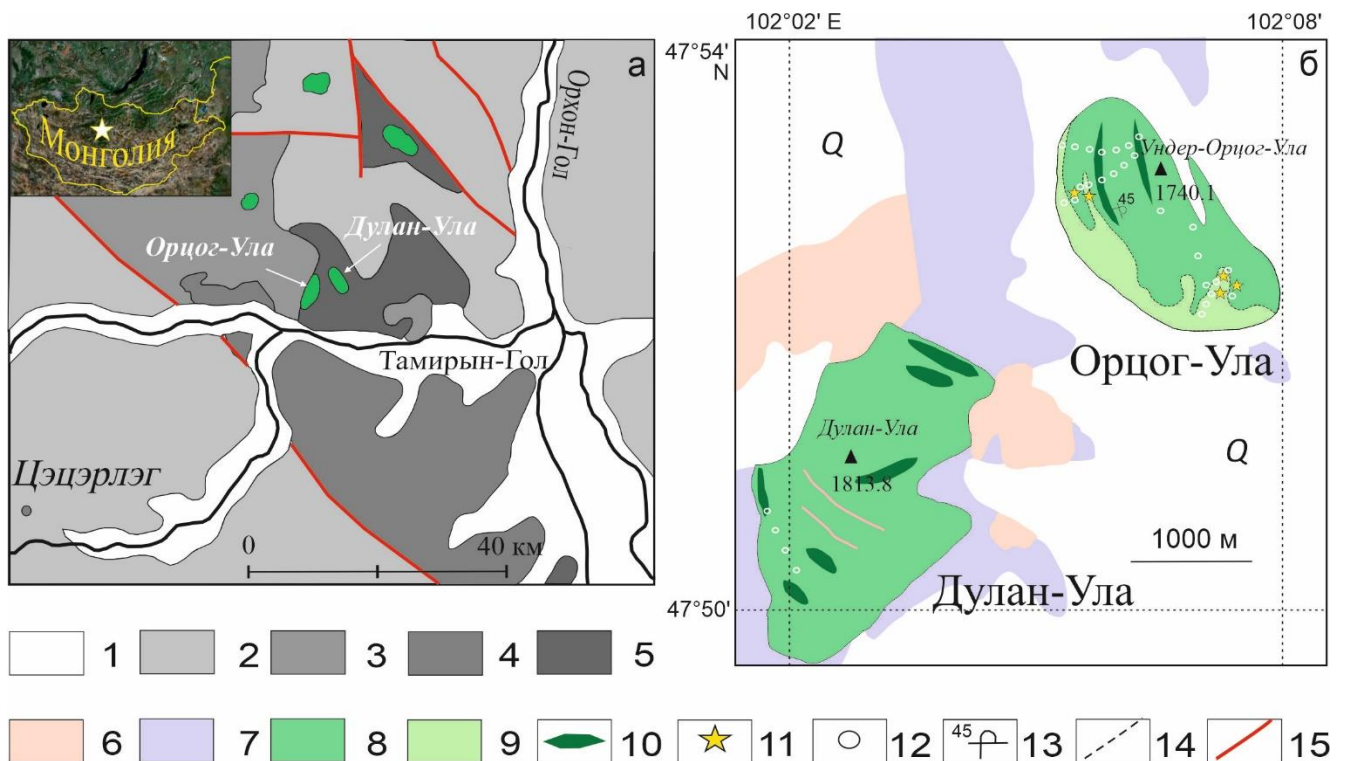 а
Монголия
Орхон-Гол
Орцог-Ула
Дулан-Ула
Тамирын-Гол
Цэцэрлэг
0
40 км
102°02' E
102°08'
47°54'
N
б
Q
Ундер-Орцог-Ула
1740.1
45
Орцог-Ула
Дулан-Ула
1813.8
Q
1000 м
Дулан-Ула
47°50'
1 2 3 4 5
6 7 8 9 10 11 12 45 13 14 15